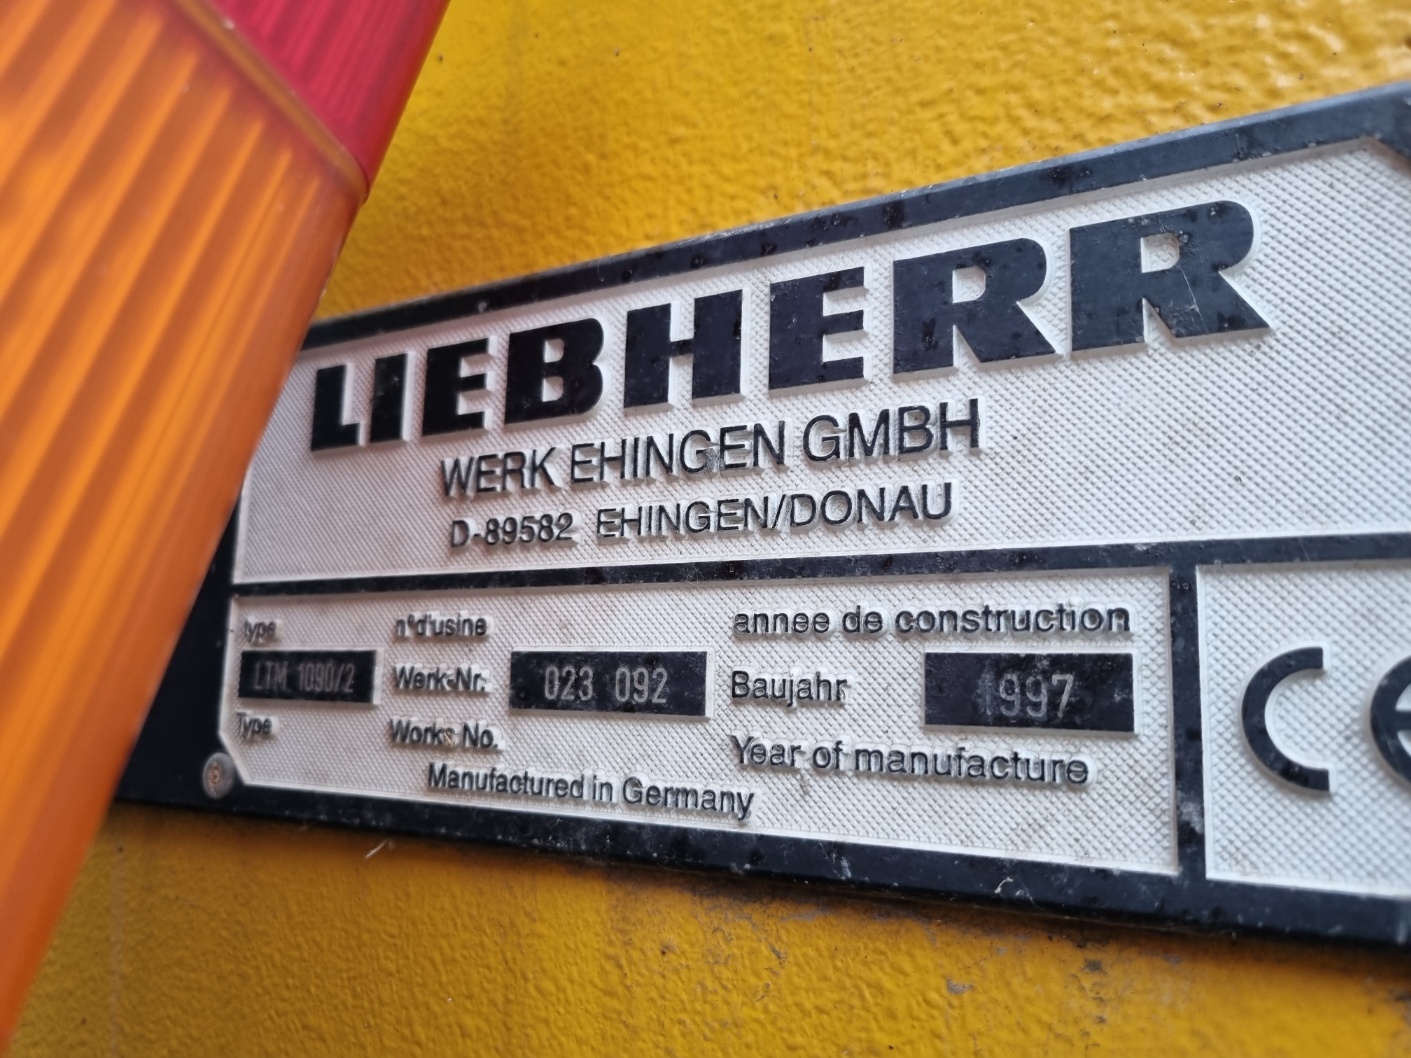 LIEBHERR
WERK EHINGEN GMBH
D-89582 EHINGEN/DONAU
type n°d'usine annee de construction
LTM 1090/2 Werk-Nr. 023 092 Baujahr 1997
Type Works No. Year of manufacture
Manufactured in Germany
CE